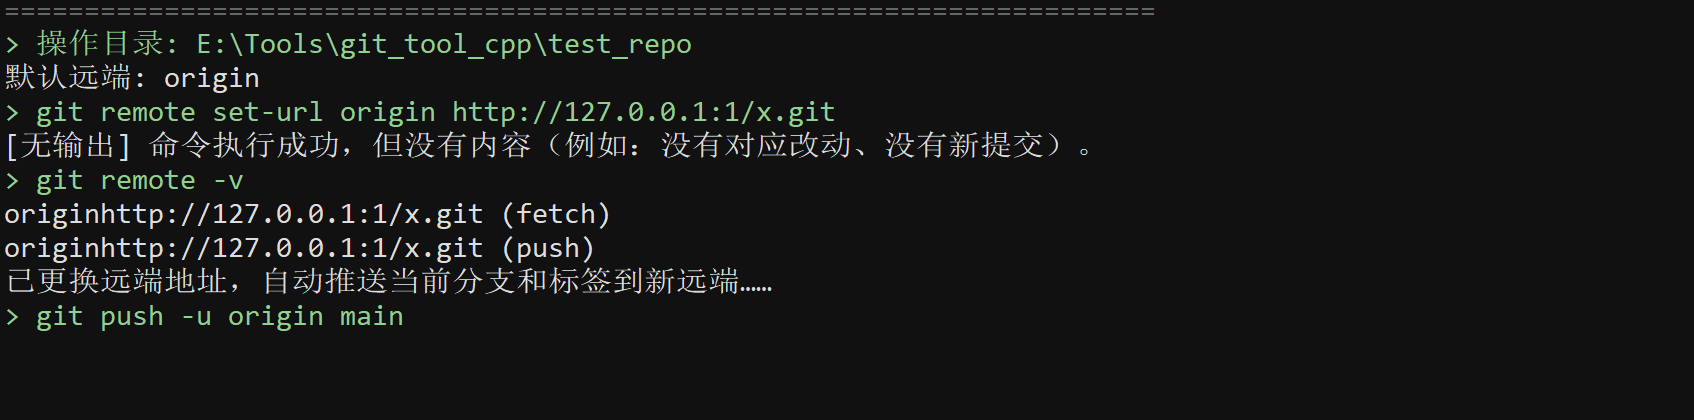 ========================================================================
> 操作目录: E:\Tools\git_tool_cpp\test_repo
默认远端: origin
> git remote set-url origin http://127.0.0.1:1/x.git
[无输出] 命令执行成功，但没有内容（例如：没有对应改动、没有新提交）。
> git remote -v
originhttp://127.0.0.1:1/x.git (fetch)
originhttp://127.0.0.1:1/x.git (push)
已更换远端地址，自动推送当前分支和标签到新远端……
> git push -u origin main